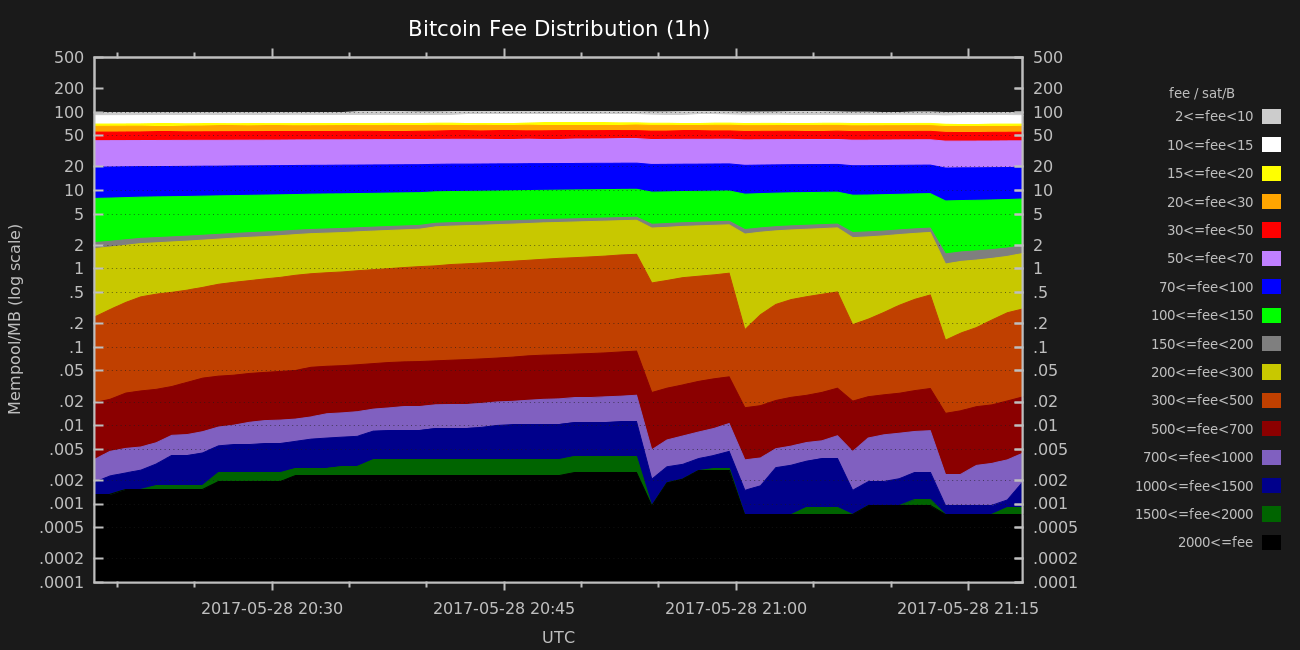 Bitcoin Fee Distribution (1h)
Mempool/MB (log scale)
500
200
100
50
20
10
5
2
1
.5
.2
.1
.05
.02
.01
.005
.002
.001
.0005
.0002
.0001
500
200
100
50
20
10
5
2
1
.5
.2
.1
.05
.02
.01
.005
.002
.001
.0005
.0002
.0001
2017-05-28 20:30
2017-05-28 20:45
2017-05-28 21:00
2017-05-28 21:15
UTC
fee / sat/B
2<=fee<10
10<=fee<15
15<=fee<20
20<=fee<30
30<=fee<50
50<=fee<70
70<=fee<100
100<=fee<150
150<=fee<200
200<=fee<300
300<=fee<500
500<=fee<700
700<=fee<1000
1000<=fee<1500
1500<=fee<2000
2000<=fee